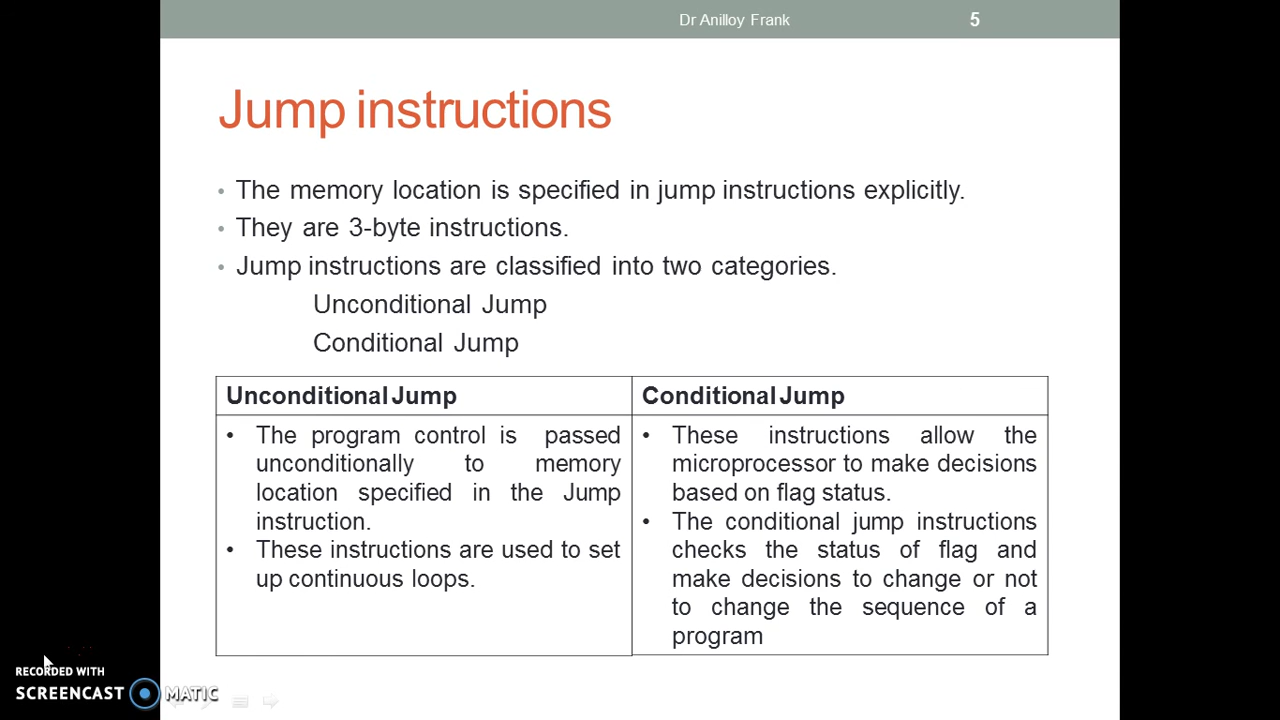 Dr Anilloy Frank 5
Jump instructions
• The memory location is specified in jump instructions explicitly.
• They are 3-byte instructions.
• Jump instructions are classified into two categories.
Unconditional Jump
Conditional Jump
Unconditional Jump
• The program control is passed
unconditionally to memory
location specified in the Jump
instruction.
• These instructions are used to set
up continuous loops.
Conditional Jump
• These instructions allow the
microprocessor to make decisions
based on flag status.
• The conditional jump instructions
checks the status of flag and
make decisions to change or not
to change the sequence of a
program
RECORDED WITH
SCREENCAST MATIC